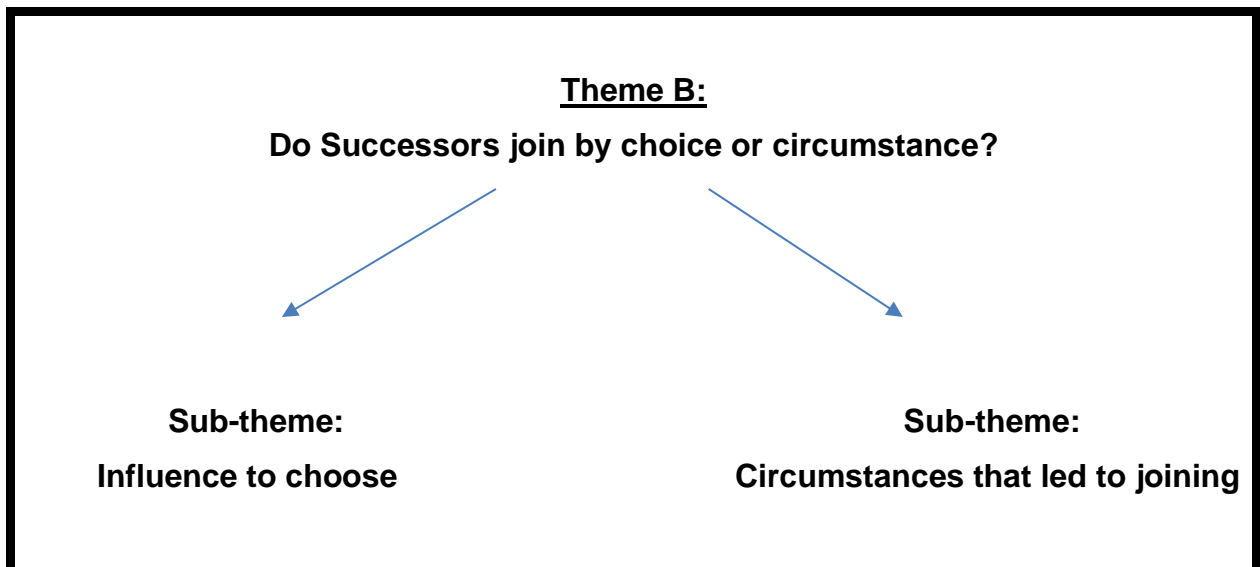 Theme B:
Do Successors join by choice or circumstance?
Sub-theme:
Influence to choose
Sub-theme:
Circumstances that led to joining